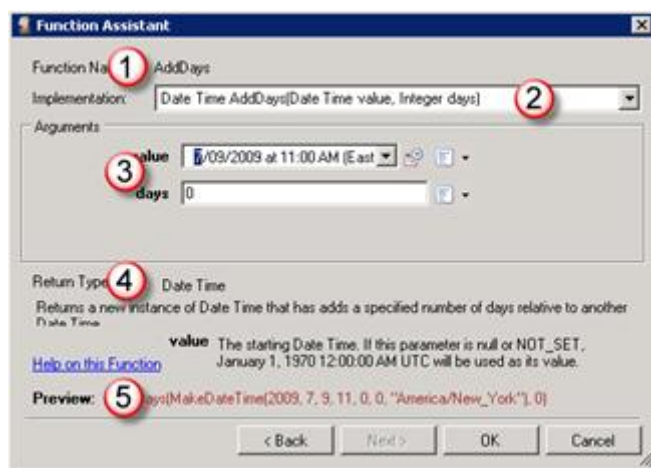 Function Assistant
Function Na 1 AddDays
Implementation: Date Time AddDays(Date Time value, Integer days) 2
Arguments
value 7/09/2009 at 11:00 AM (East
3
days 0
Return Type 4 Date Time
Returns a new instance of Date Time that has adds a specified number of days relative to another
Date Time
value The starting Date Time. If this parameter is null or NOT_SET,
January 1, 1970 12:00:00 AM UTC will be used as its value.
Help on this Function
Preview: 5 ays(MakeDateTime(2009, 7, 9, 11, 0, 0, "America/New_York"), 0)
< Back Next > OK Cancel